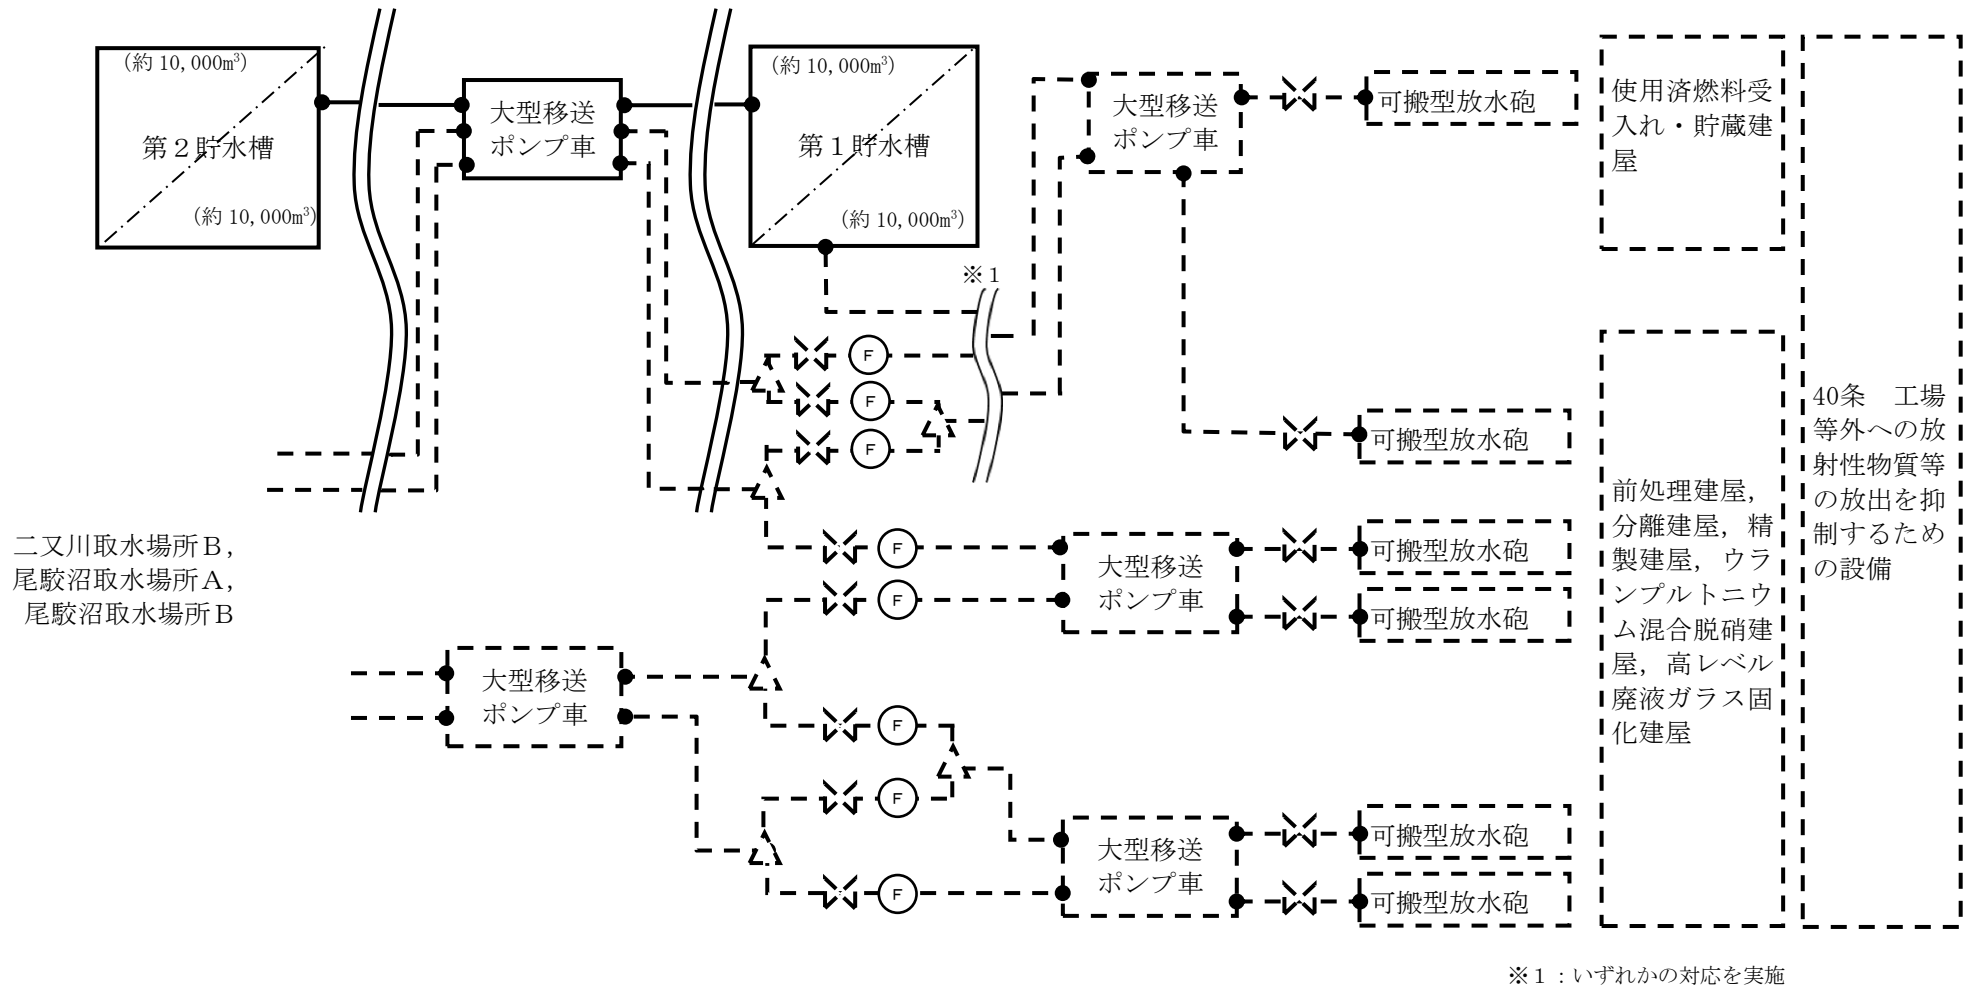 (約 10,000m³)
第２貯水槽
(約 10,000m³)
大型移送
ポンプ車
(約 10,000m³)
第１貯水槽
(約 10,000m³)
※１
大型移送
ポンプ車
可搬型放水砲
使用済燃料受
入れ・貯蔵建
屋
F
F
F
可搬型放水砲
二又川取水場所Ｂ，
尾駮沼取水場所Ａ，
尾駮沼取水場所Ｂ
F
F
大型移送
ポンプ車
可搬型放水砲
可搬型放水砲
大型移送
ポンプ車
F
F
F
大型移送
ポンプ車
可搬型放水砲
可搬型放水砲
前処理建屋，
分離建屋，精
製建屋，ウラ
ンプルトニウ
ム混合脱硝建
屋，高レベル
廃液ガラス固
化建屋
40条　工場
等外への放
射性物質等
の放出を抑
制するため
の設備
※１：いずれかの対応を実施